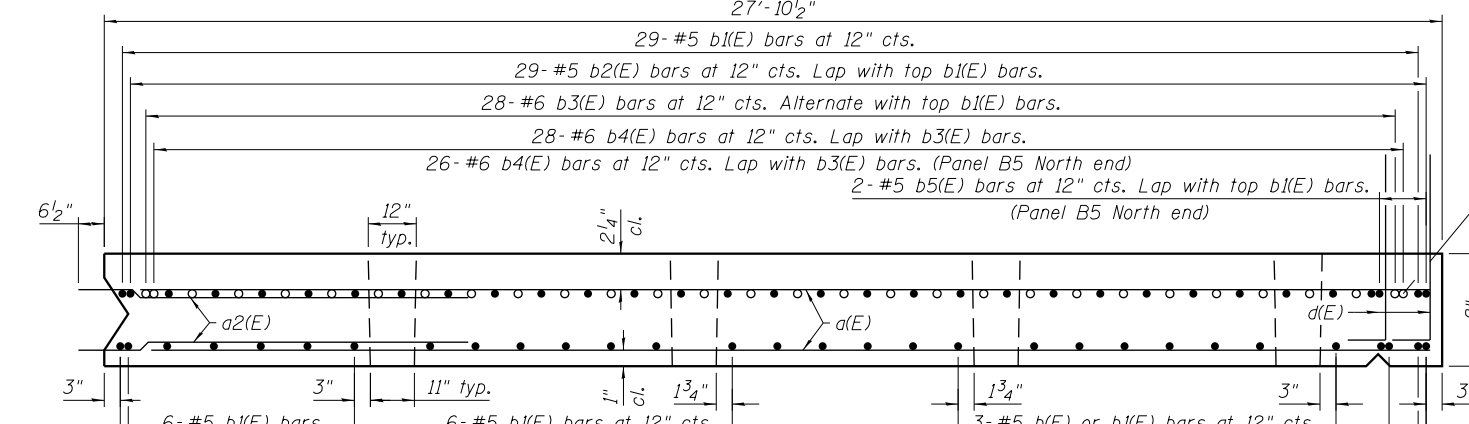 27'-10½"
29-#5 b1(E) bars at 12" cts.
29-#5 b2(E) bars at 12" cts. Lap with top b1(E) bars.
28-#6 b3(E) bars at 12" cts. Alternate with top b1(E) bars.
28-#6 b4(E) bars at 12" cts. Lap with b3(E) bars.
26-#6 b4(E) bars at 12" cts. Lap with b3(E) bars. (Panel B5 North end)
2-#5 b5(E) bars at 12" cts. Lap with top b1(E) bars.
(Panel B5 North end)
6½"
12"
typ.
2¼"
cl.
a2(E)
a(E)
d(E)
3"
3"
11" typ.
1"
cl.
1¾"
1¾"
3"
3
6-#5 b1(E) bars
6-#5 b1(E) bars at 12" cts.
3-#5 b(E) or b1(E) bars at 12" cts.